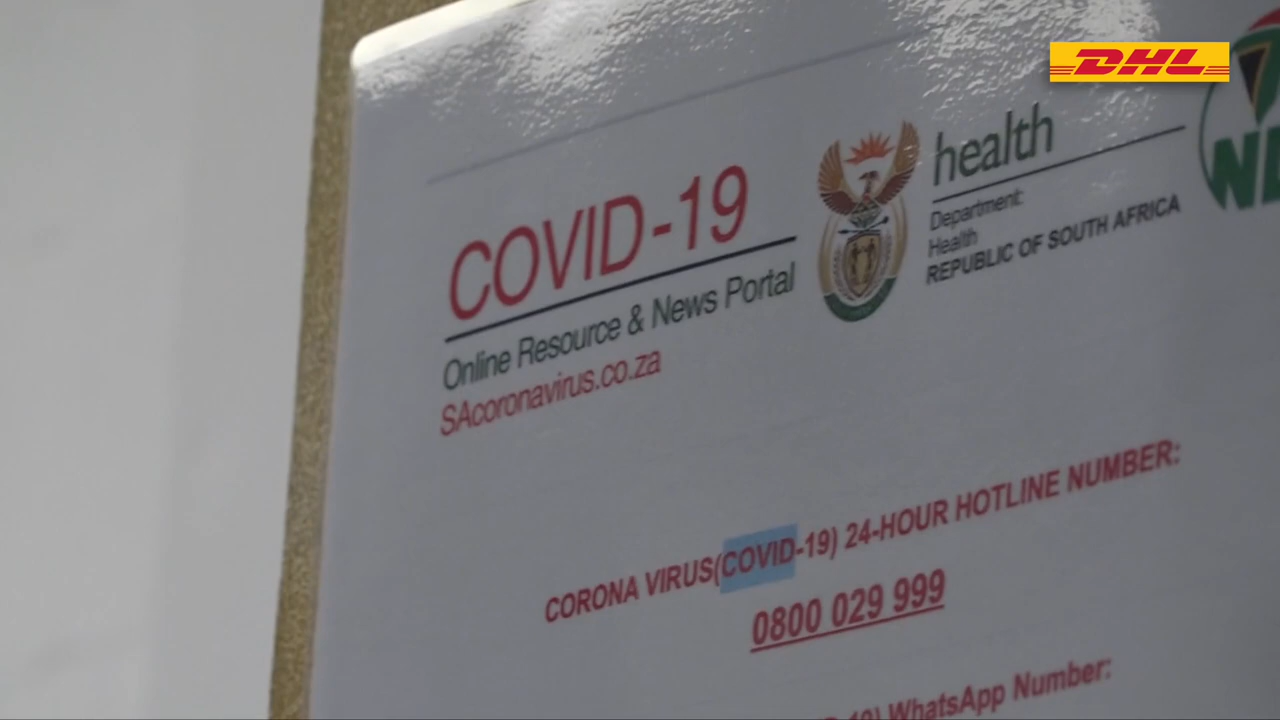 DHL
COVID-19
Online Resource & News Portal
SAcoronavirus.co.za
health
Department:
Health
REPUBLIC OF SOUTH AFRICA
CORONA VIRUS(COVID-19) 24-HOUR HOTLINE NUMBER:
0800 029 999
19) WhatsApp Number: